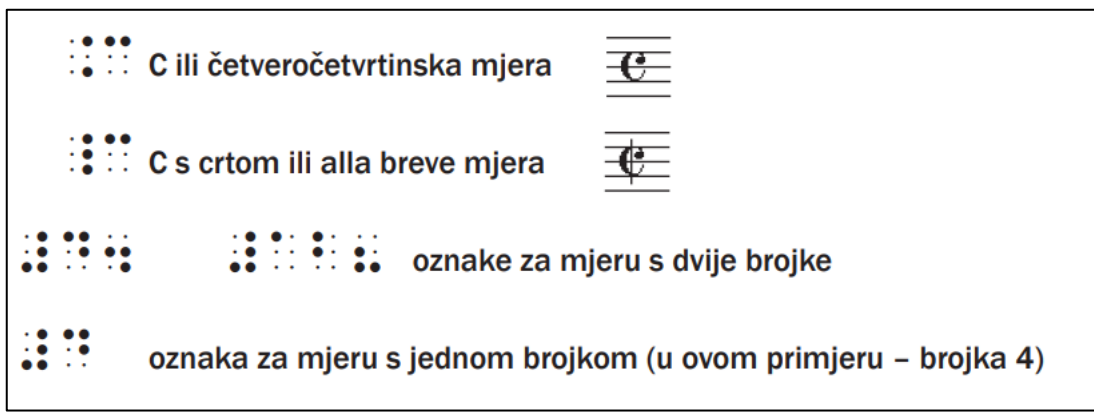 ⠨⠉ C ili četveročetvrtinska mjera
⠸⠉ C s crtom ili alla breve mjera
⠼⠙⠲ ⠼⠁⠃⠦ oznake za mjeru s dvije brojke
⠼⠙ oznaka za mjeru s jednom brojkom (u ovom primjeru – brojka 4)